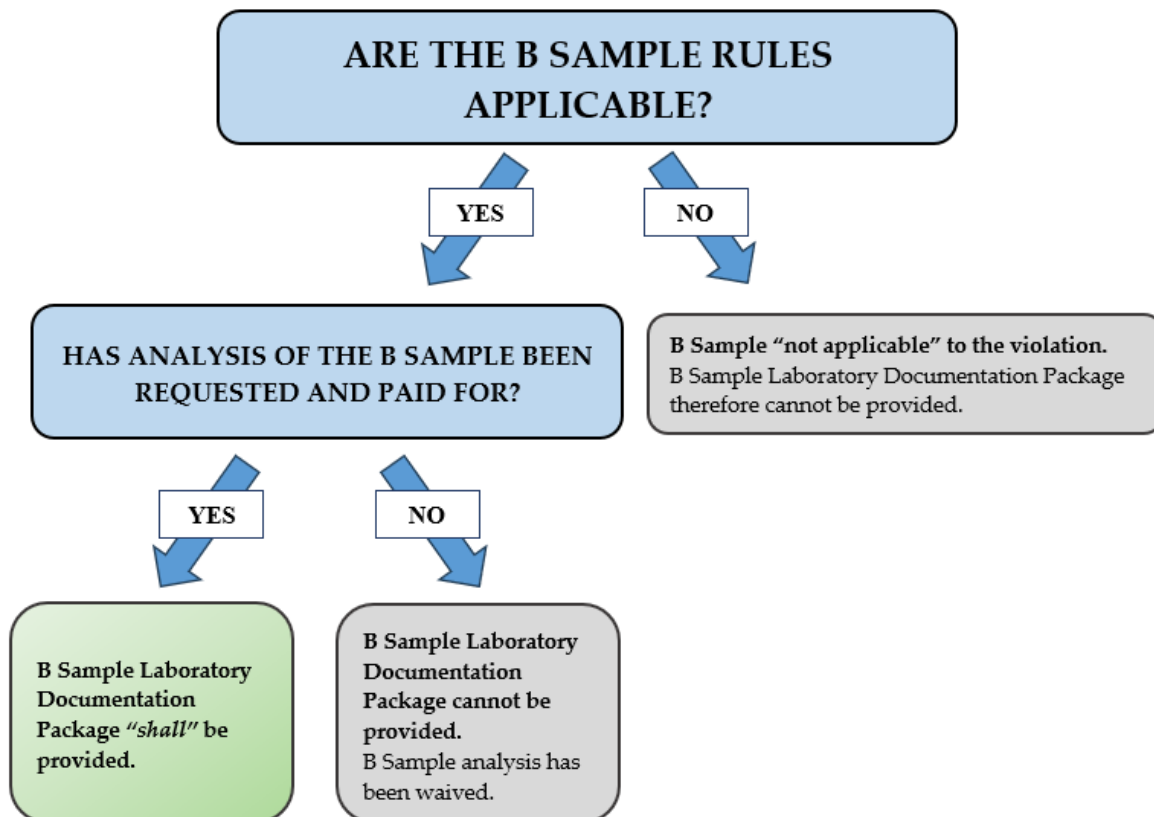 ARE THE B SAMPLE RULES
APPLICABLE?
YES
NO
HAS ANALYSIS OF THE B SAMPLE BEEN
REQUESTED AND PAID FOR?
B Sample “not applicable” to the violation.
B Sample Laboratory Documentation Package
therefore cannot be provided.
YES
NO
B Sample Laboratory
Documentation
Package “shall” be
provided.
B Sample Laboratory
Documentation
Package cannot be
provided.
B Sample analysis has
been waived.